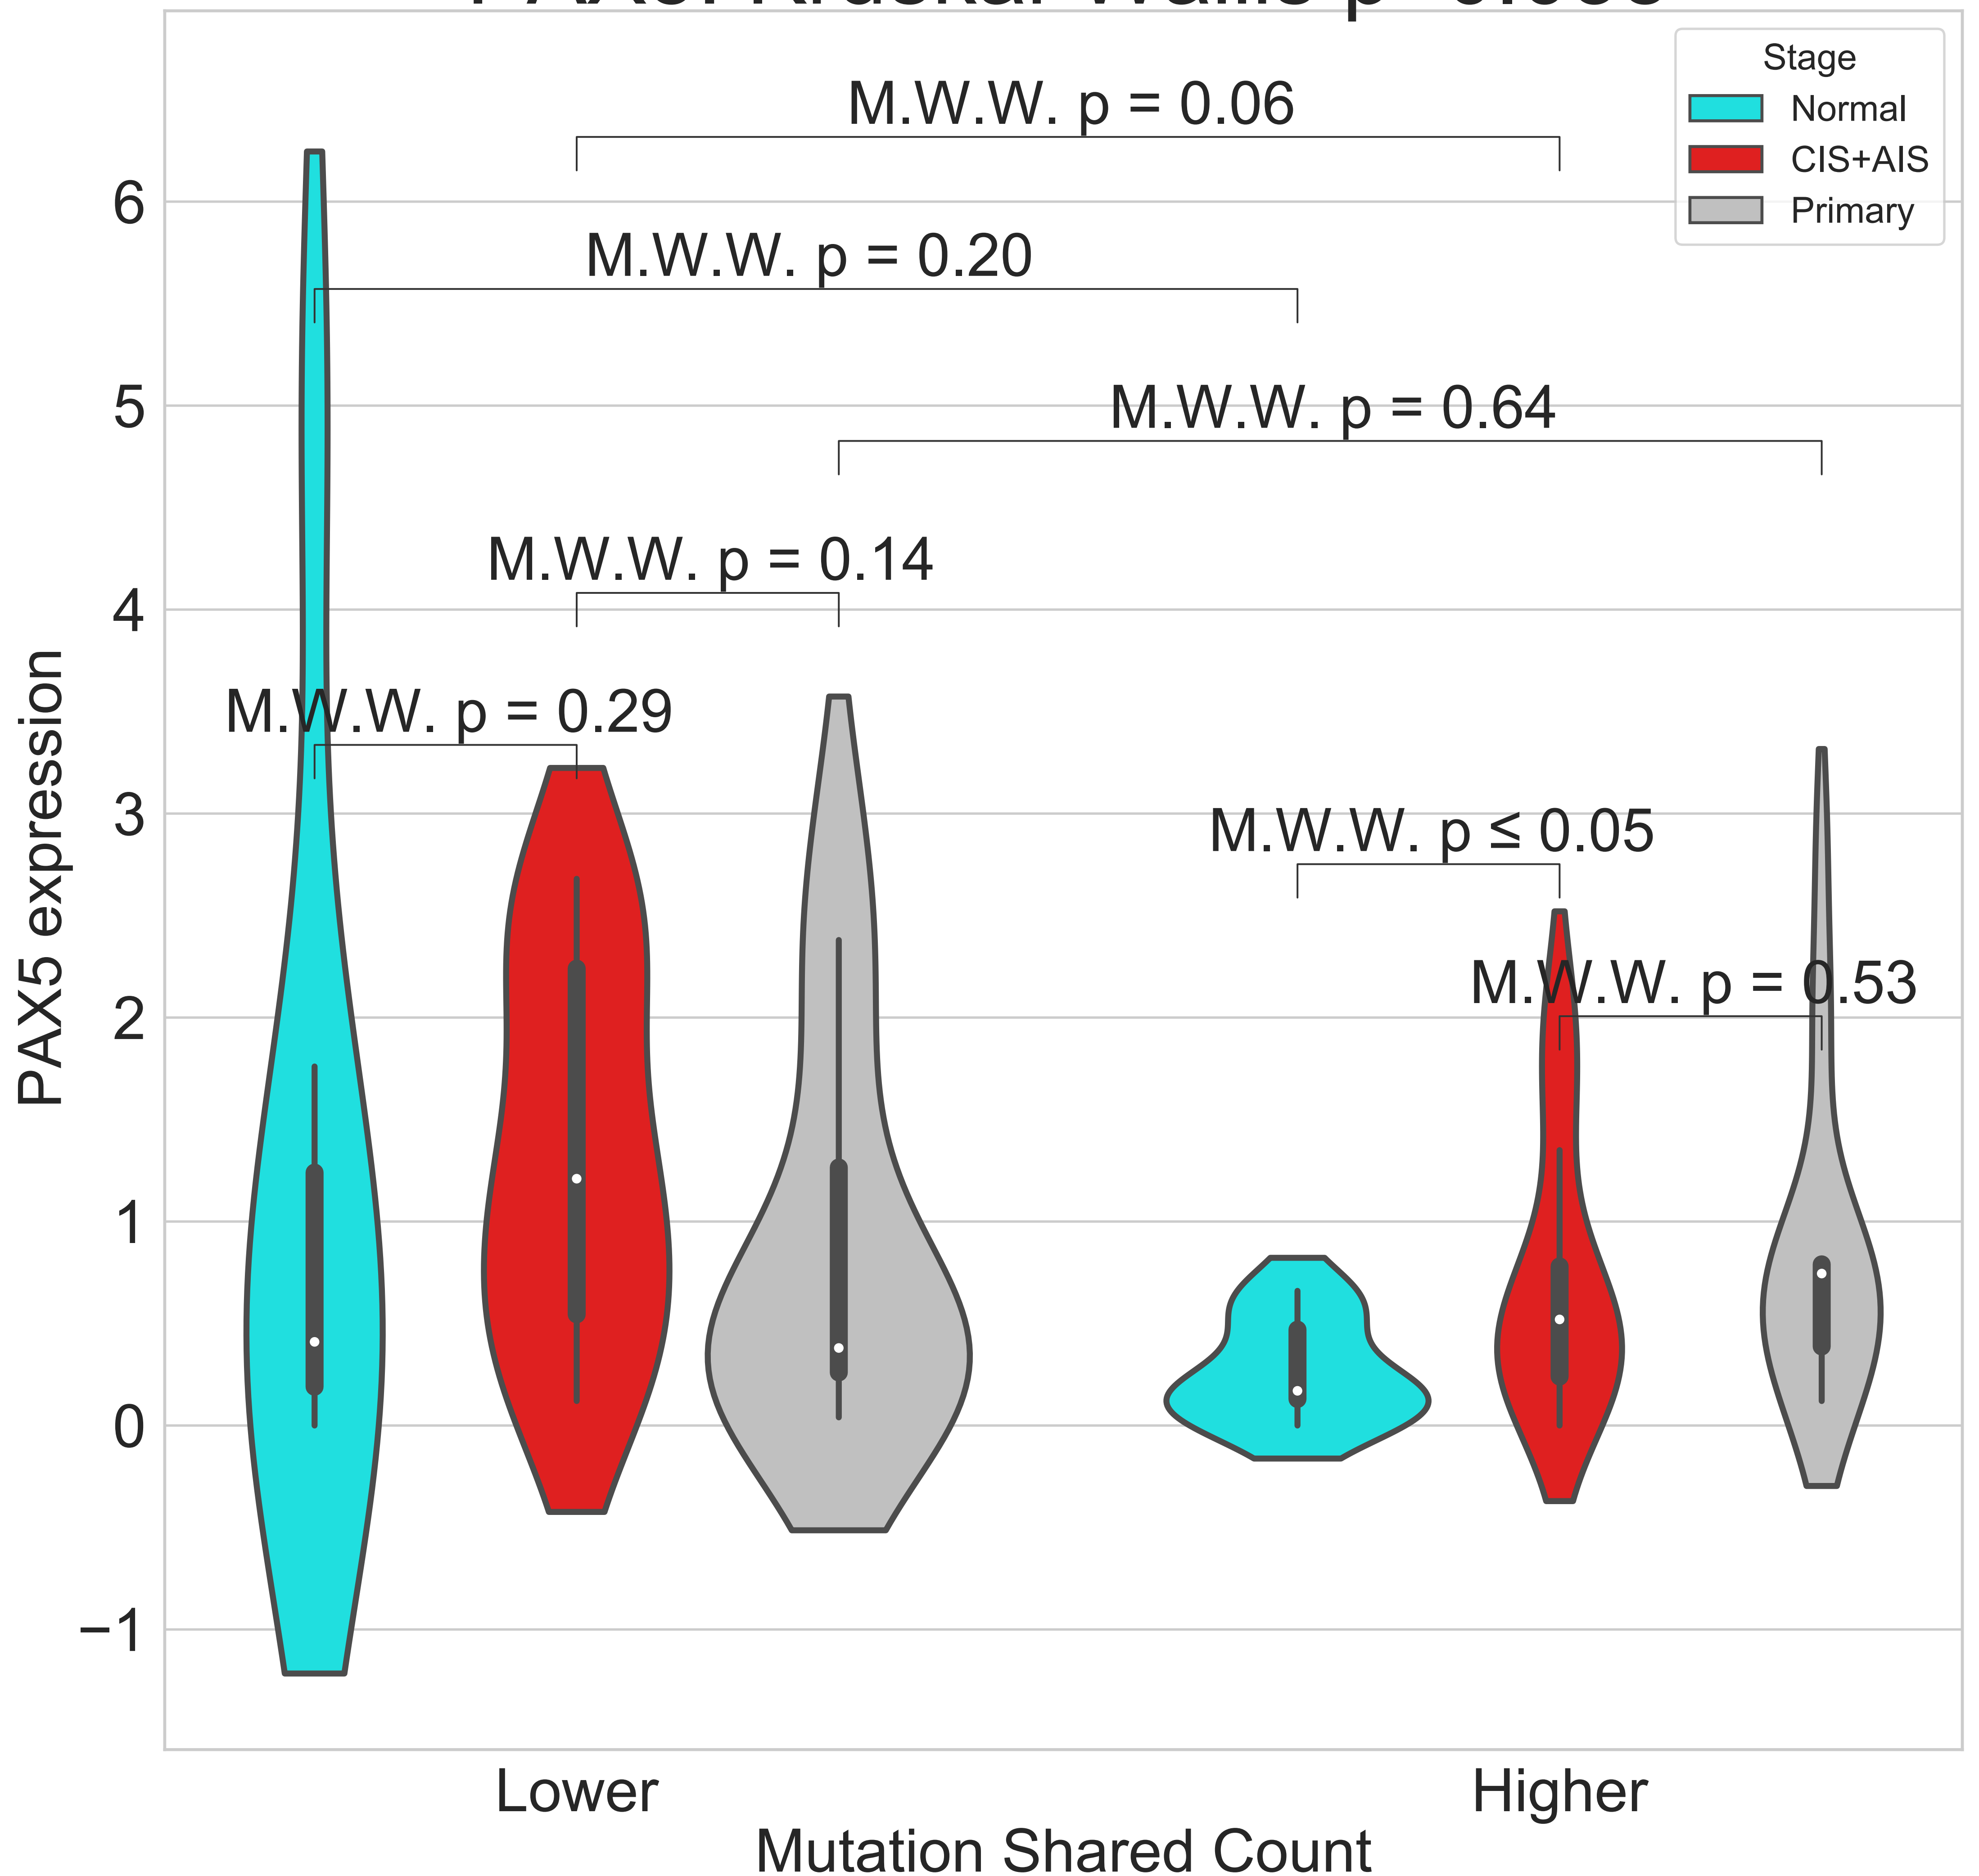 Stage
Normal
CIS+AIS
Primary
M.W.W. p = 0.06
M.W.W. p = 0.20
M.W.W. p = 0.64
M.W.W. p = 0.14
M.W.W. p = 0.29
M.W.W. p ≤ 0.05
M.W.W. p = 0.53
6
5
4
3
2
1
0
−1
PAX5 expression
Lower
Higher
Mutation Shared Count